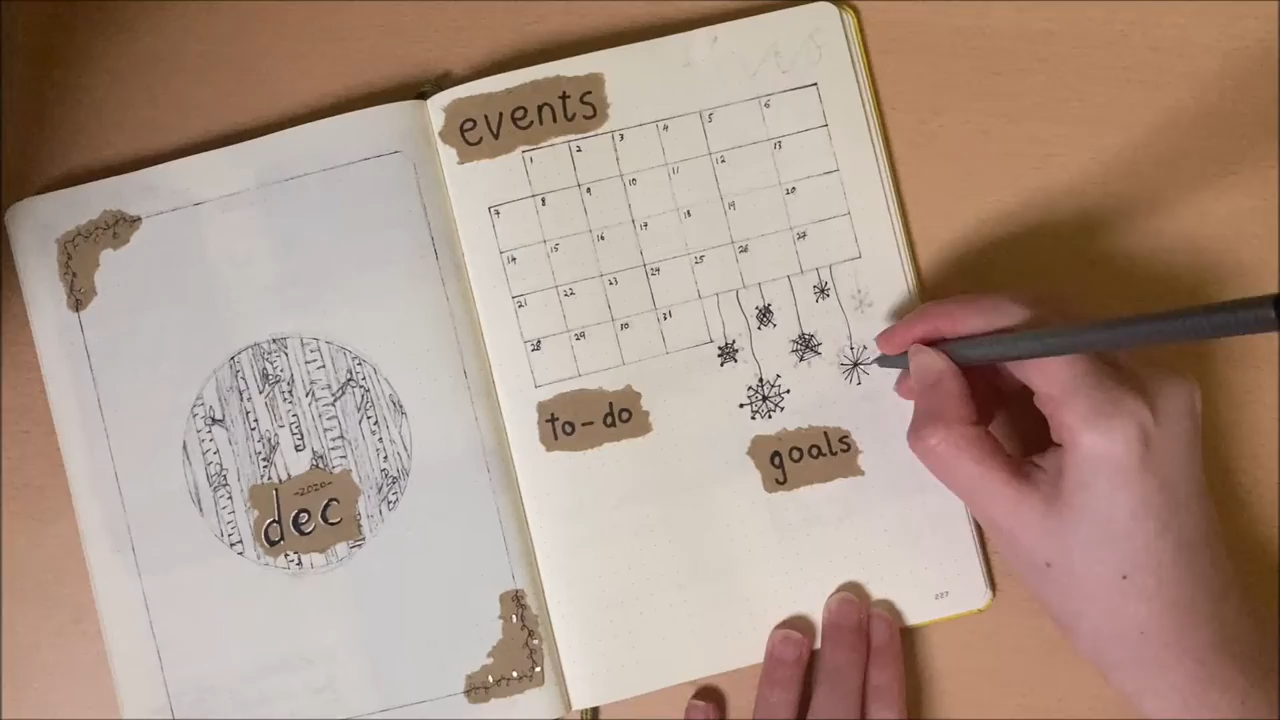 -2020-
dec
events
1 2 3 4 5 6
7 8 9 10 11 12 13
14 15 16 17 18 19 20
21 22 23 24 25 26 27
28 29 30 31
to-do
goals
227